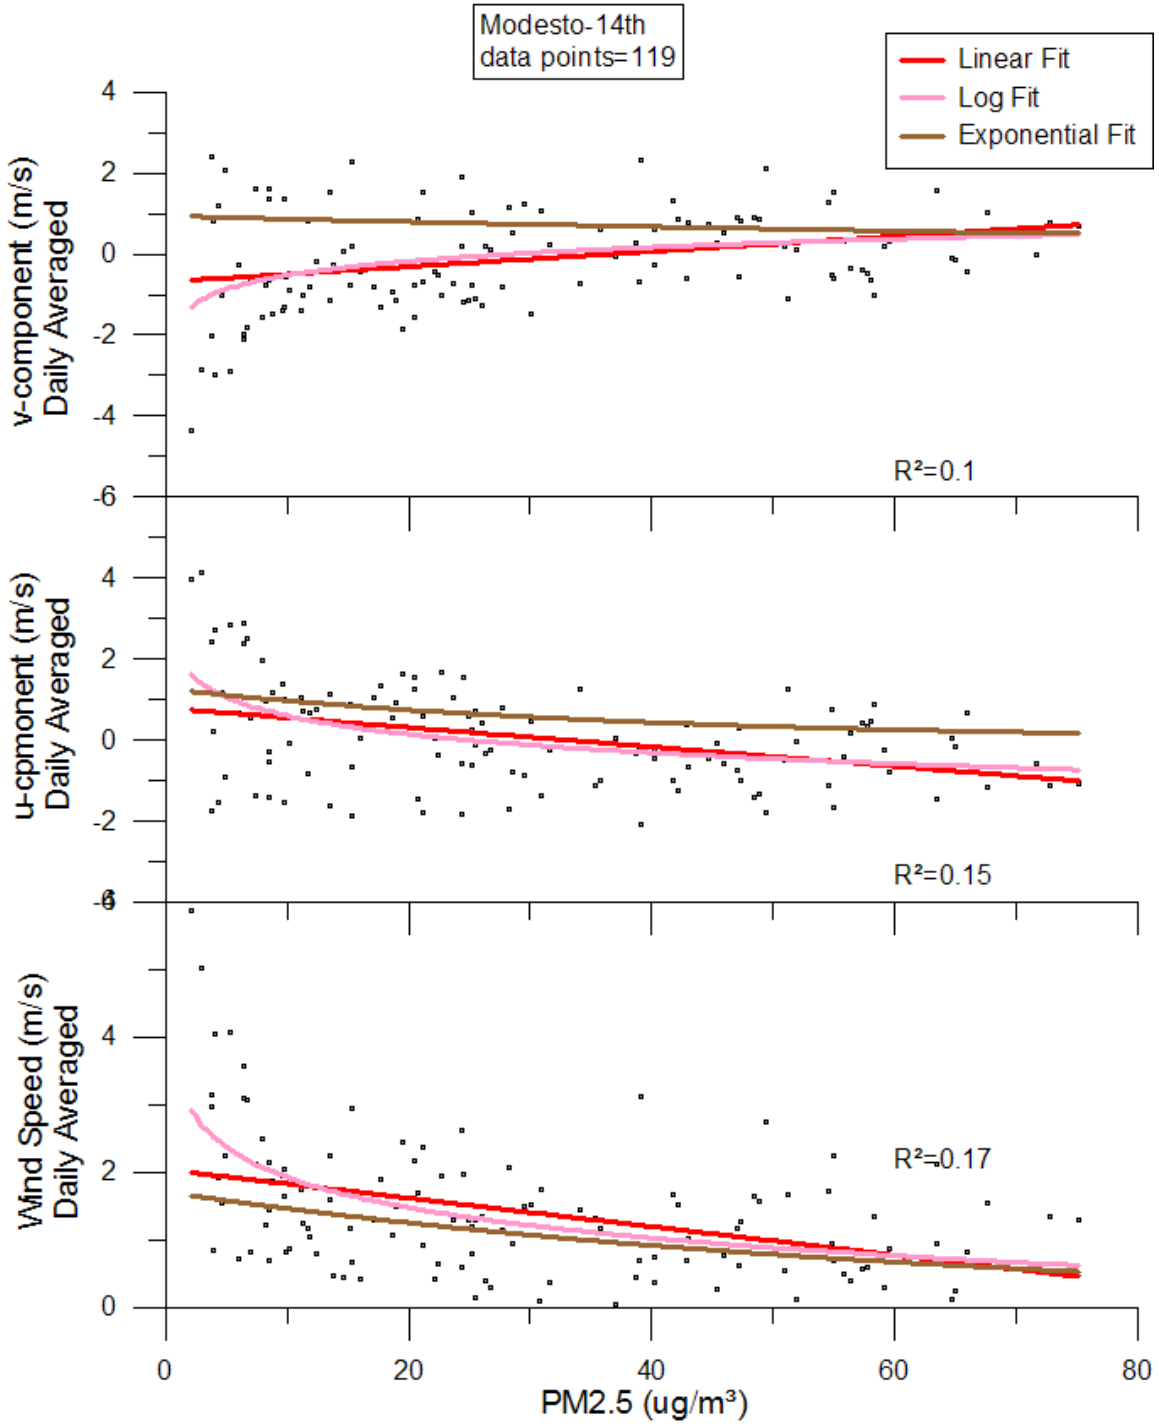 Modesto-14th
data points=119
Linear Fit
Log Fit
Exponential Fit
v-component (m/s)
Daily Averaged
4
2
0
-2
-4
-6
R²=0.1
u-cpmponent (m/s)
Daily Averaged
4
2
0
-2
R²=0.15
Wind Speed (m/s)
Daily Averaged
4
2
0
R²=0.17
0
20
40
60
80
PM2.5 (ug/m³)